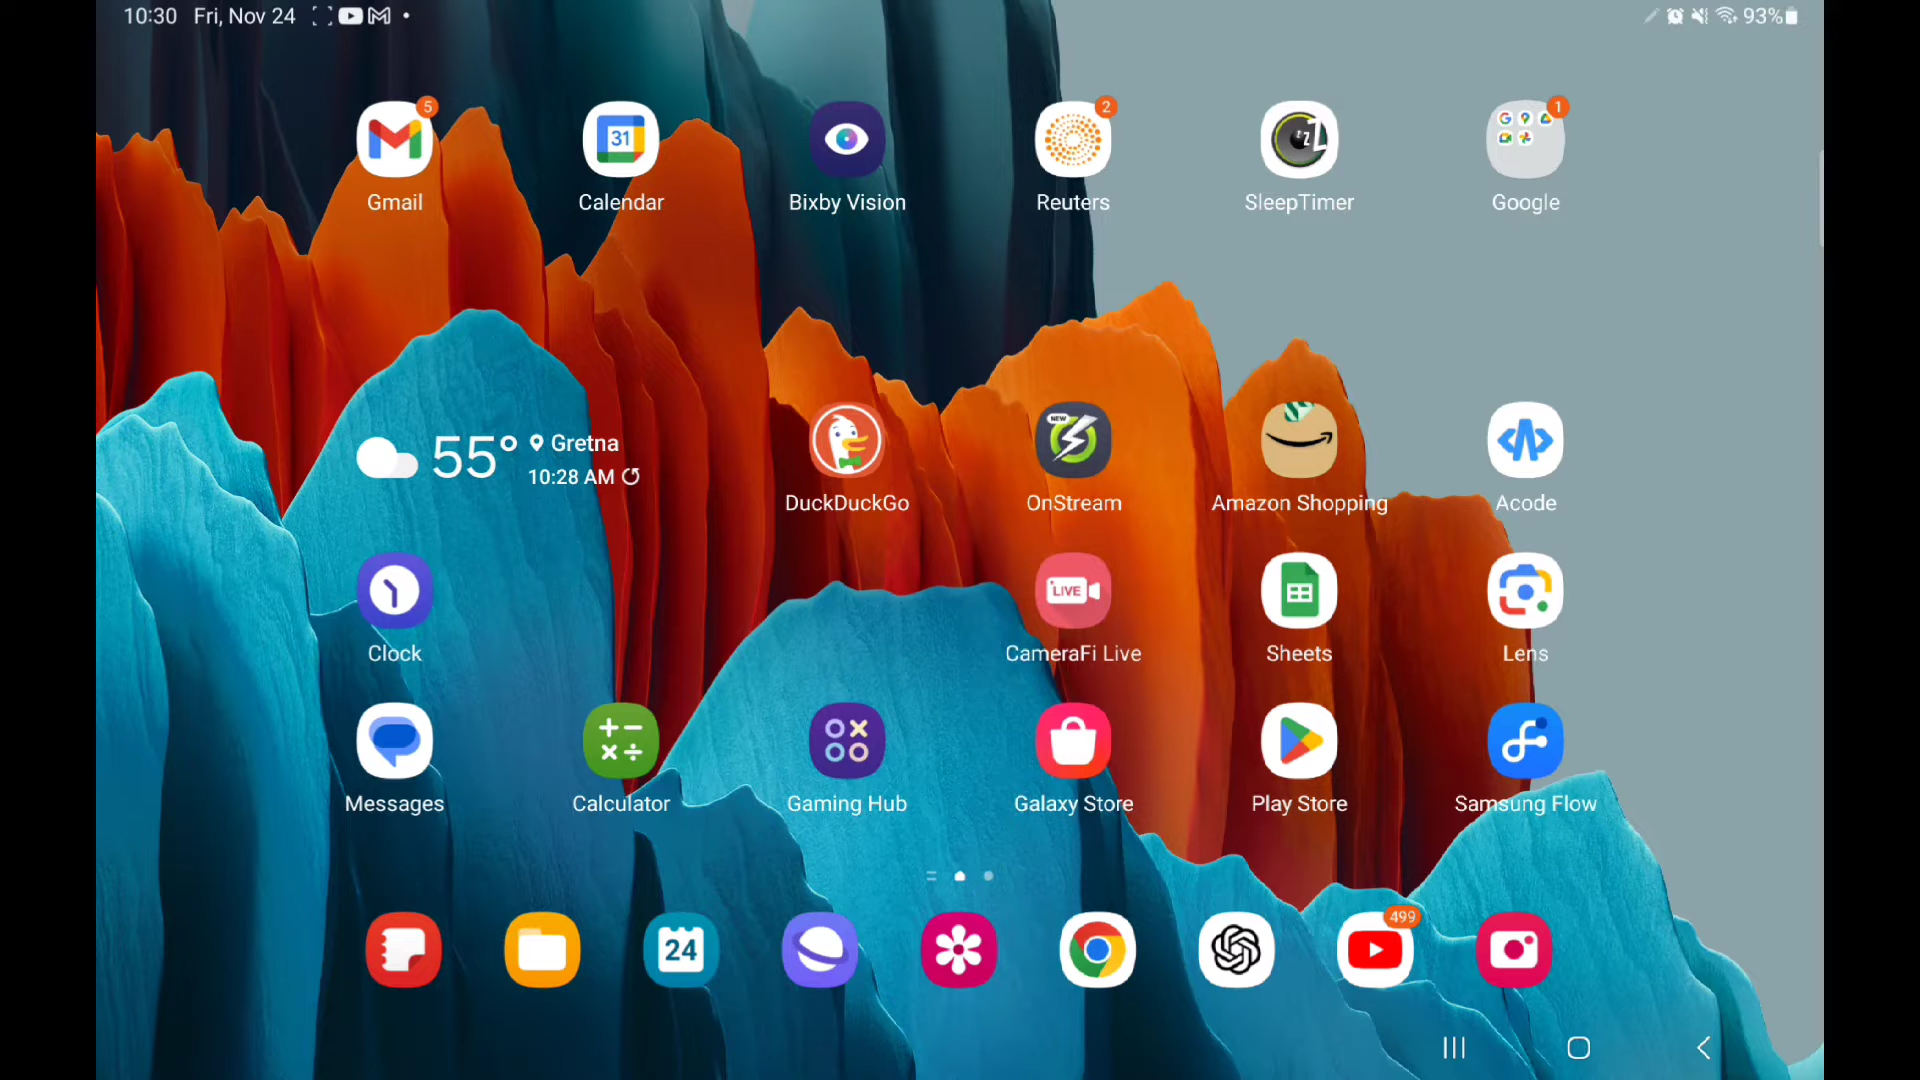 10:30 Fri, Nov 24
93%
5
2
1
31
Gmail
Calendar
Bixby Vision
Reuters
SleepTimer
Google
55° Gretna
10:28 AM
NEW
DuckDuckGo
OnStream
Amazon Shopping
Acode
LIVE
Clock
CameraFi Live
Sheets
Lens
Messages
Calculator
Gaming Hub
Galaxy Store
Play Store
Samsung Flow
499
24